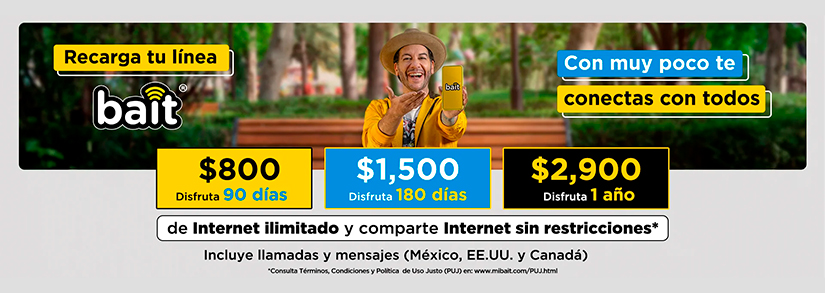 Recarga tu línea
bait®
Con muy poco te
conectas con todos
bait
$800
Disfruta 90 días
$1,500
Disfruta 180 días
$2,900
Disfruta 1 año
de Internet ilimitado y comparte Internet sin restricciones*
Incluye llamadas y mensajes (México, EE.UU. y Canadá)
*Consulta Términos, Condiciones y Política de Uso Justo (PUJ) en: www.mibait.com/PUJ.html